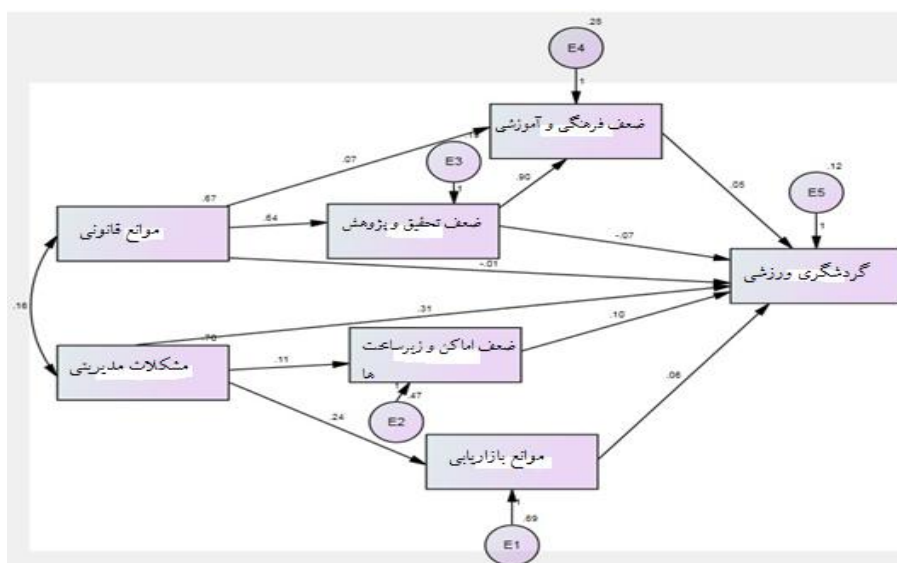 .28
E4
1
ضعف فرهنگی و آموزشی
.12
.07
E3
E5
.90
1
1
.67
.64
ضعف تحقیق و پژوهش
موانع قانونی
-.07
گردشگری ورزشی
-.01
.16
.31
.70
.10
ضعف اماکن و زیرساخت
ها
مشکلات مدیریتی
.11
1
.47
.06
E2
.24
موانع بازاریابی
1
.69
E1